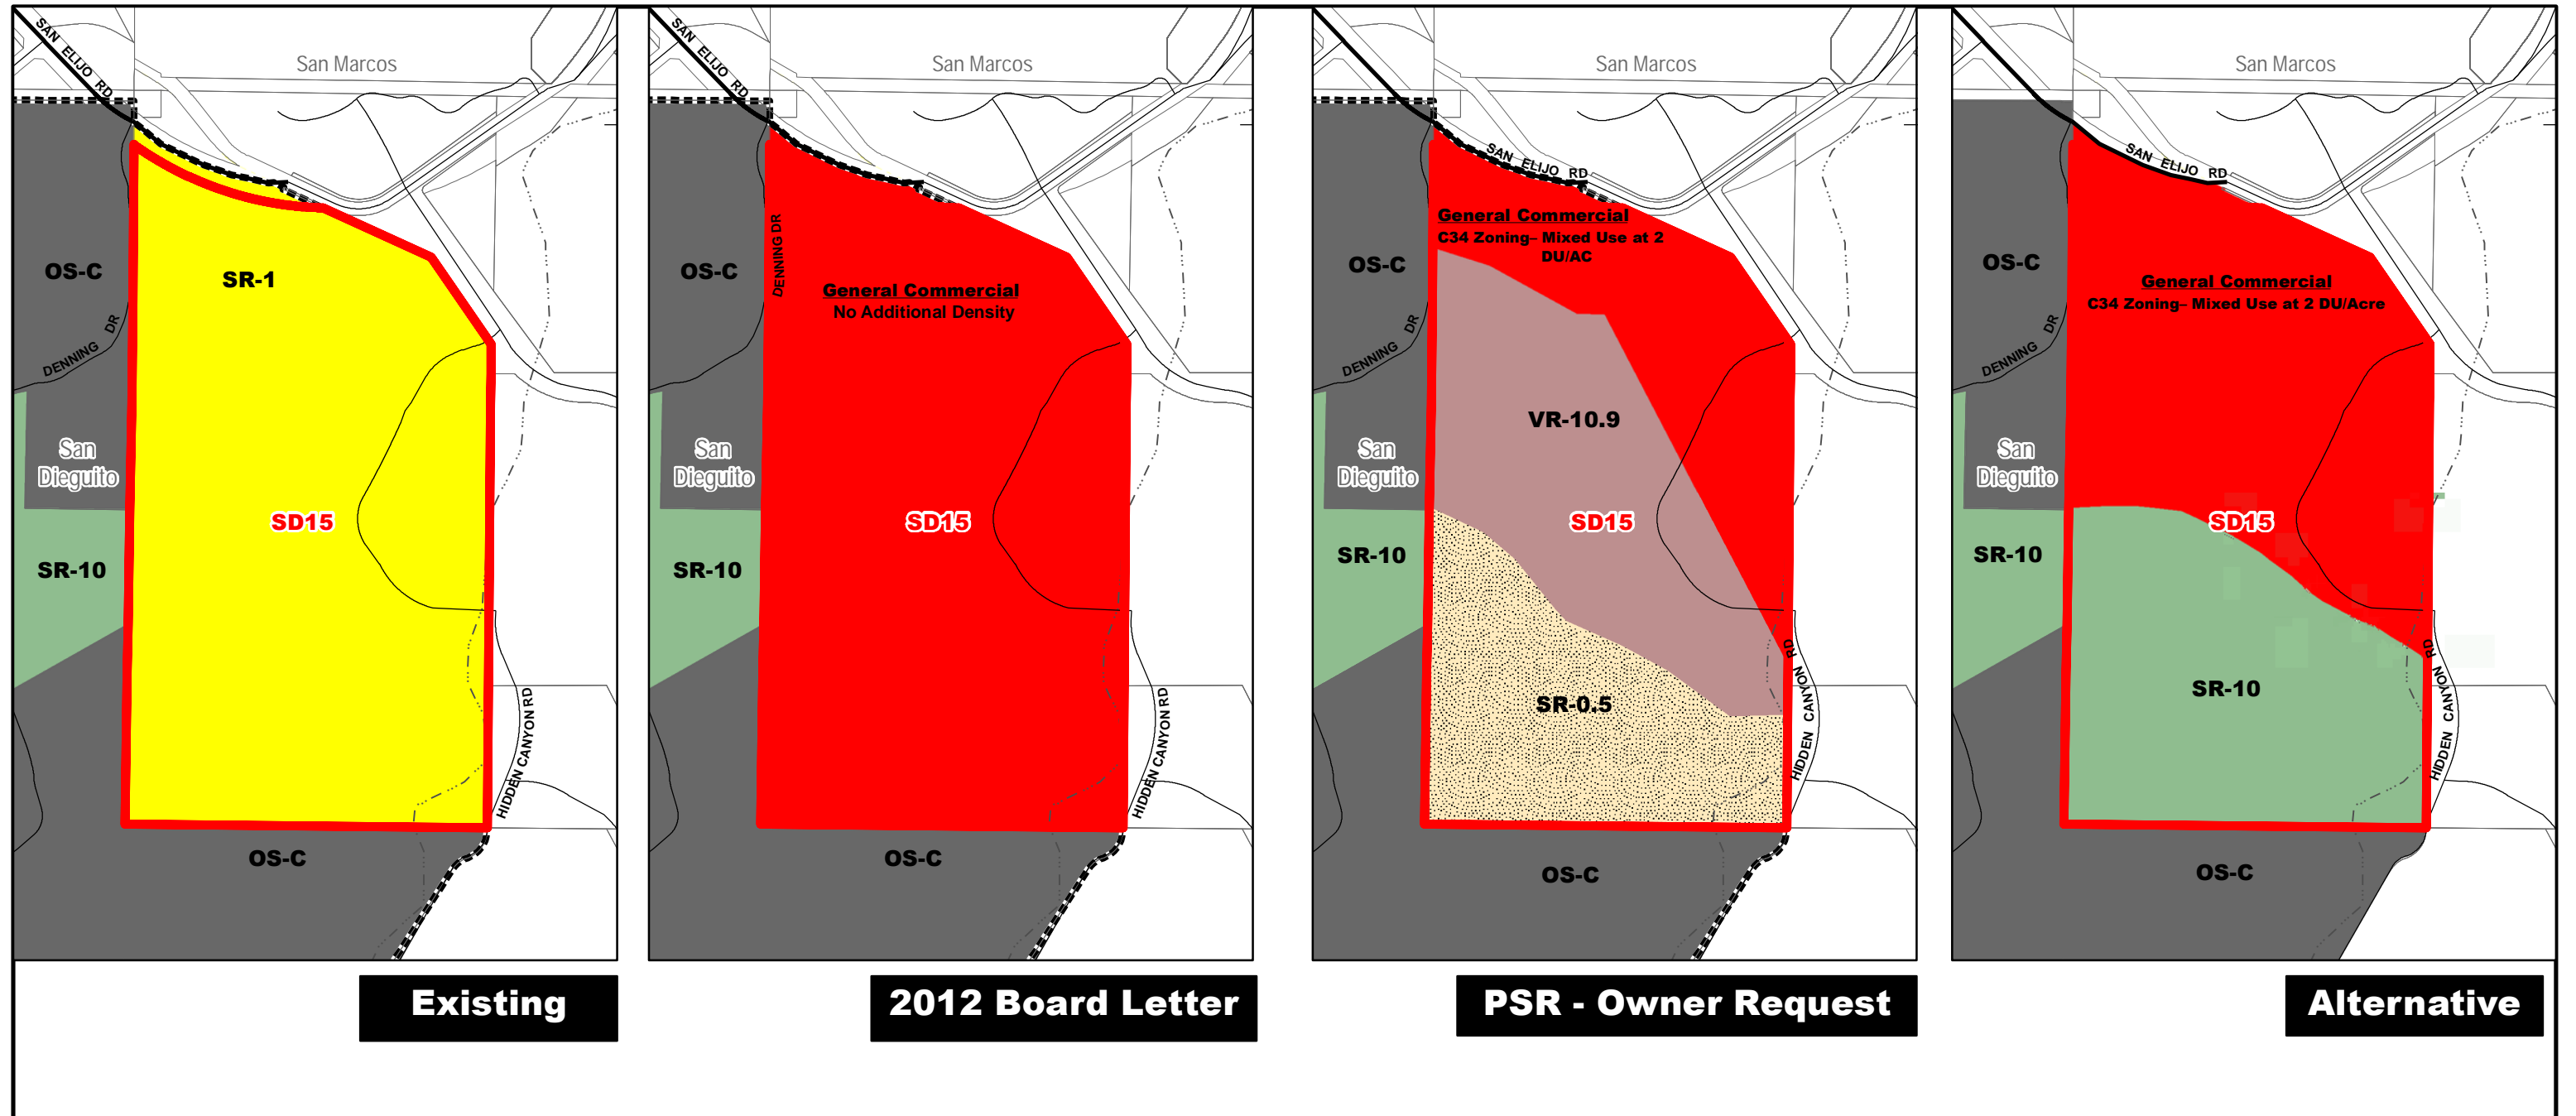 SAN ELIJO RD
San Marcos
OS-C
SR-1
DENNING DR
San
Dieguito
SD15
SR-10
HIDDEN CANYON RD
OS-C
Existing
SAN ELIJO RD
San Marcos
OS-C
DENNING DR
General Commercial
No Additional Density
San
Dieguito
SD15
SR-10
HIDDEN CANYON RD
OS-C
2012 Board Letter
San Marcos
SAN ELIJO RD
General Commercial
C34 Zoning– Mixed Use at 2
DU/AC
OS-C
DENNING DR
VR-10.9
San
Dieguito
SD15
SR-10
HIDDEN CANYON RD
SR-0.5
OS-C
PSR - Owner Request
San Marcos
SAN ELIJO RD
OS-C
General Commercial
C34 Zoning– Mixed Use at 2 DU/Acre
DENNING DR
San
Dieguito
SD15
SR-10
HIDDEN CANYON RD
SR-10
OS-C
Alternative